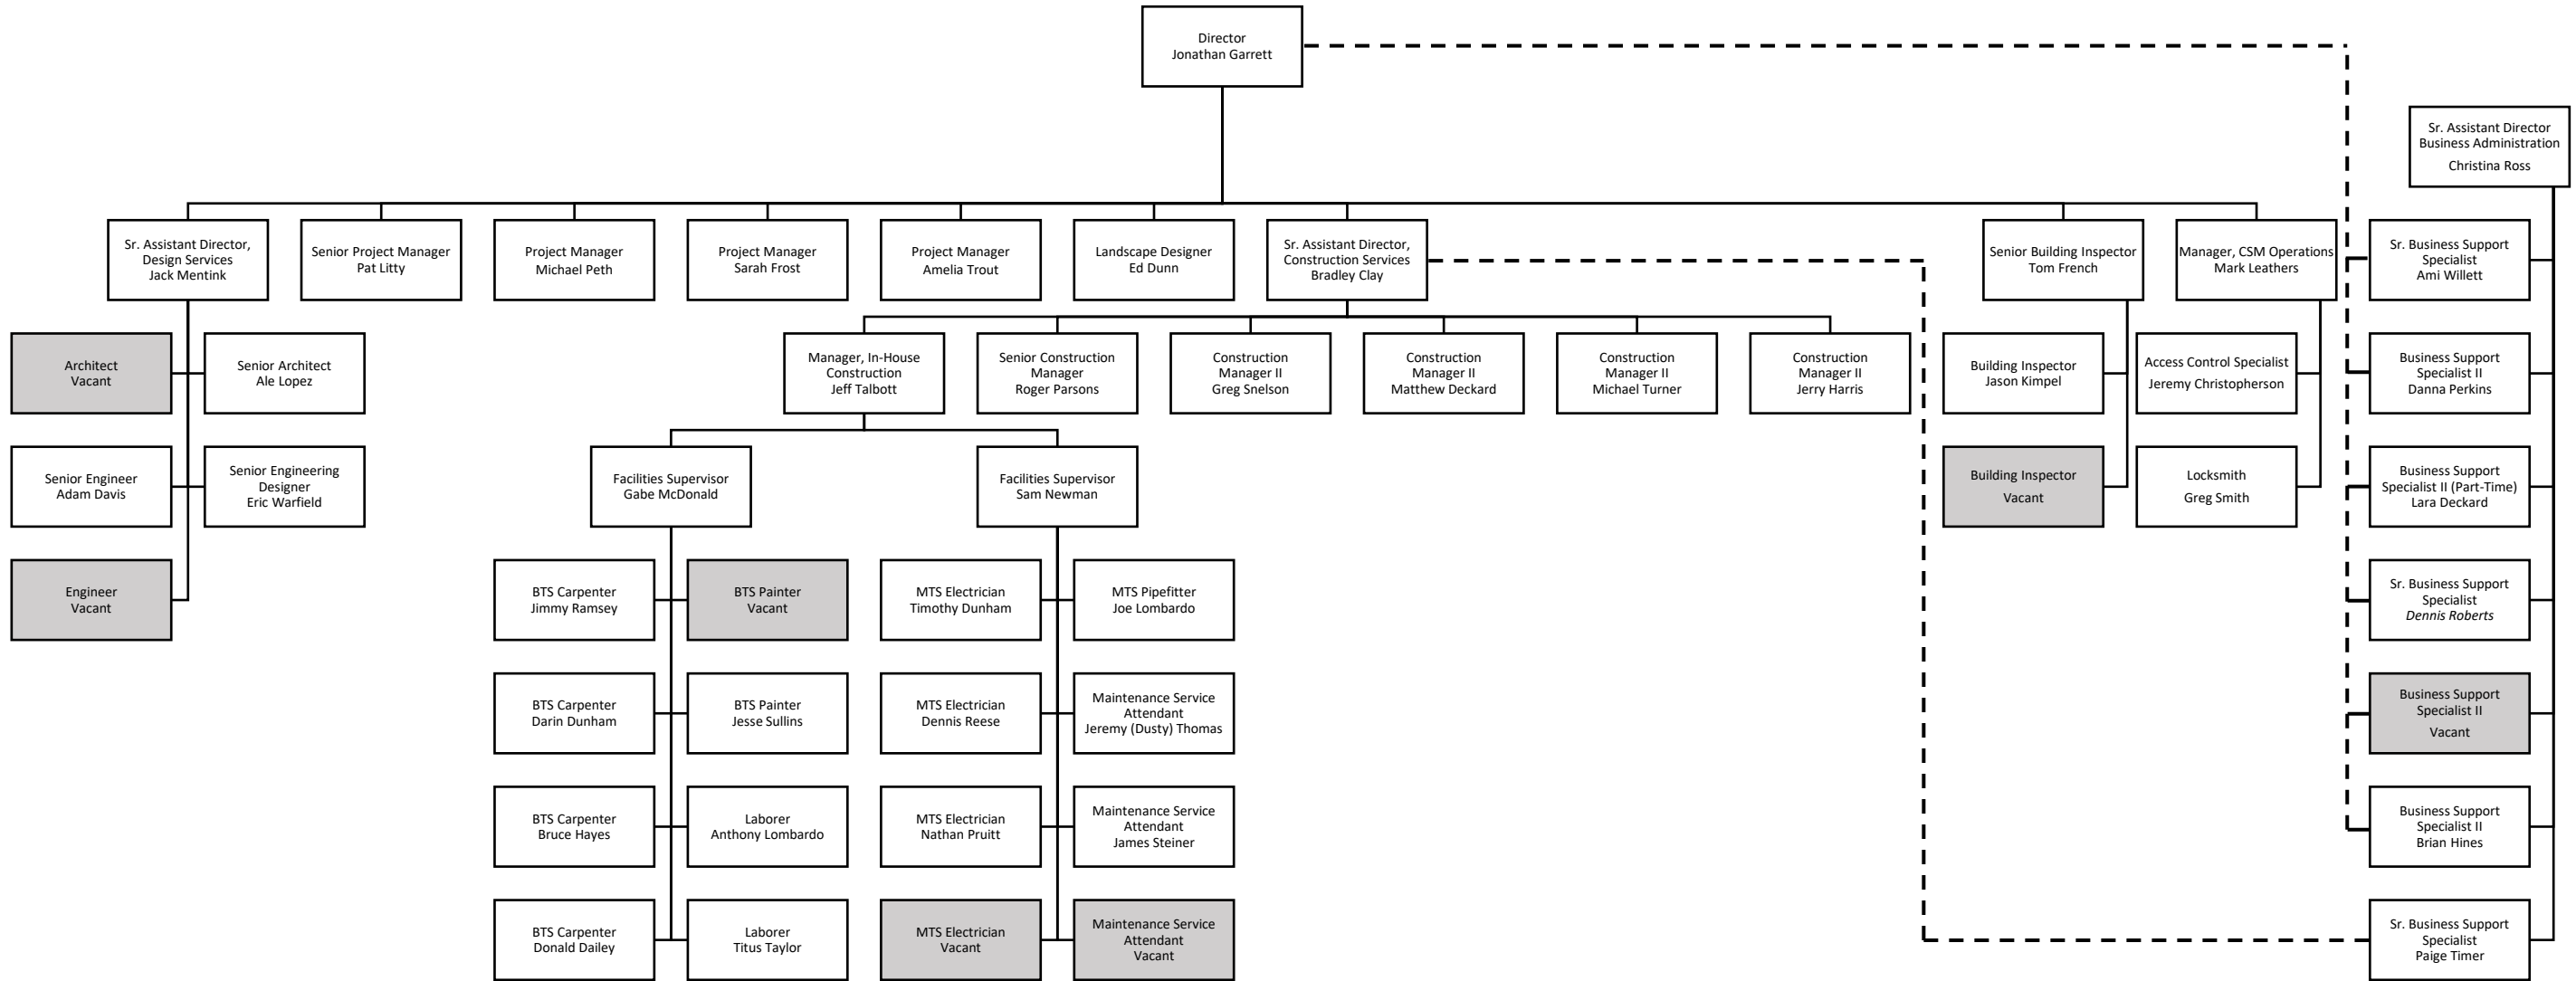 Director
Jonathan Garrett
Sr. Assistant Director
Business Administration
Christina Ross
Sr. Assistant Director,
Design Services
Jack Mentink
Senior Project Manager
Pat Litty
Project Manager
Michael Peth
Project Manager
Sarah Frost
Project Manager
Amelia Trout
Landscape Designer
Ed Dunn
Sr. Assistant Director,
Construction Services
Bradley Clay
Senior Building Inspector
Tom French
Manager, CSM Operations
Mark Leathers
Sr. Business Support
Specialist
Ami Willett
Architect
Vacant
Senior Architect
Ale Lopez
Manager, In-House
Construction
Jeff Talbott
Senior Construction
Manager
Roger Parsons
Construction
Manager II
Greg Snelson
Construction
Manager II
Matthew Deckard
Construction
Manager II
Michael Turner
Construction
Manager II
Jerry Harris
Building Inspector
Jason Kimpel
Access Control Specialist
Jeremy Christopherson
Business Support
Specialist II
Danna Perkins
Senior Engineer
Adam Davis
Senior Engineering
Designer
Eric Warfield
Facilities Supervisor
Gabe McDonald
Facilities Supervisor
Sam Newman
Building Inspector
Vacant
Locksmith
Greg Smith
Business Support
Specialist II (Part-Time)
Lara Deckard
Engineer
Vacant
BTS Carpenter
Jimmy Ramsey
BTS Painter
Vacant
MTS Electrician
Timothy Dunham
MTS Pipefitter
Joe Lombardo
Sr. Business Support
Specialist
Dennis Roberts
BTS Carpenter
Darin Dunham
BTS Painter
Jesse Sullins
MTS Electrician
Dennis Reese
Maintenance Service
Attendant
Jeremy (Dusty) Thomas
Business Support
Specialist II
Vacant
BTS Carpenter
Bruce Hayes
Laborer
Anthony Lombardo
MTS Electrician
Nathan Pruitt
Maintenance Service
Attendant
James Steiner
Business Support
Specialist II
Brian Hines
BTS Carpenter
Donald Dailey
Laborer
Titus Taylor
MTS Electrician
Vacant
Maintenance Service
Attendant
Vacant
Sr. Business Support
Specialist
Paige Timer